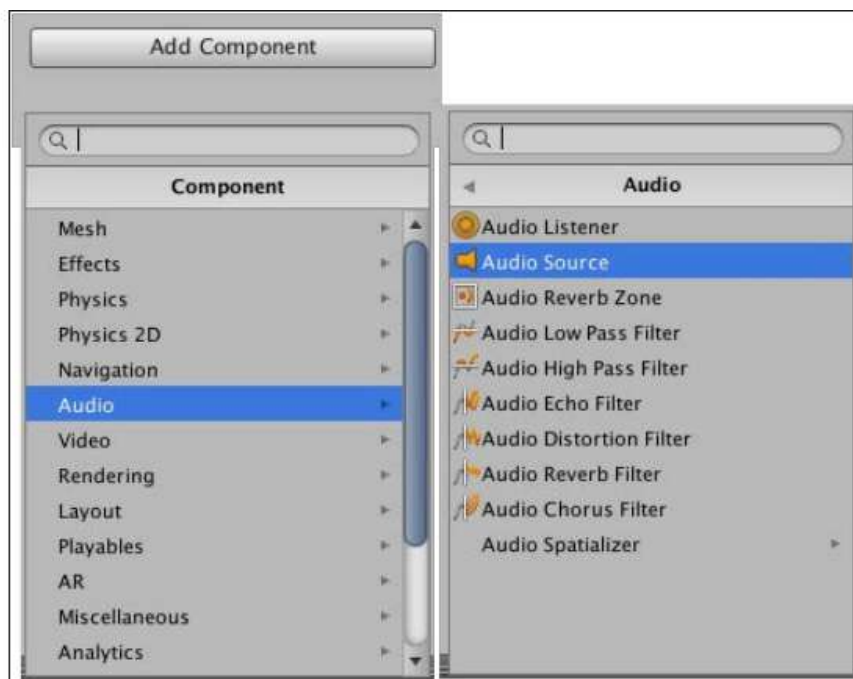 Add Component
Component
Mesh
Effects
Physics
Physics 2D
Navigation
Audio
Video
Rendering
Layout
Playables
AR
Miscellaneous
Analytics
Audio
Audio Listener
Audio Source
Audio Reverb Zone
Audio Low Pass Filter
Audio High Pass Filter
Audio Echo Filter
Audio Distortion Filter
Audio Reverb Filter
Audio Chorus Filter
Audio Spatializer